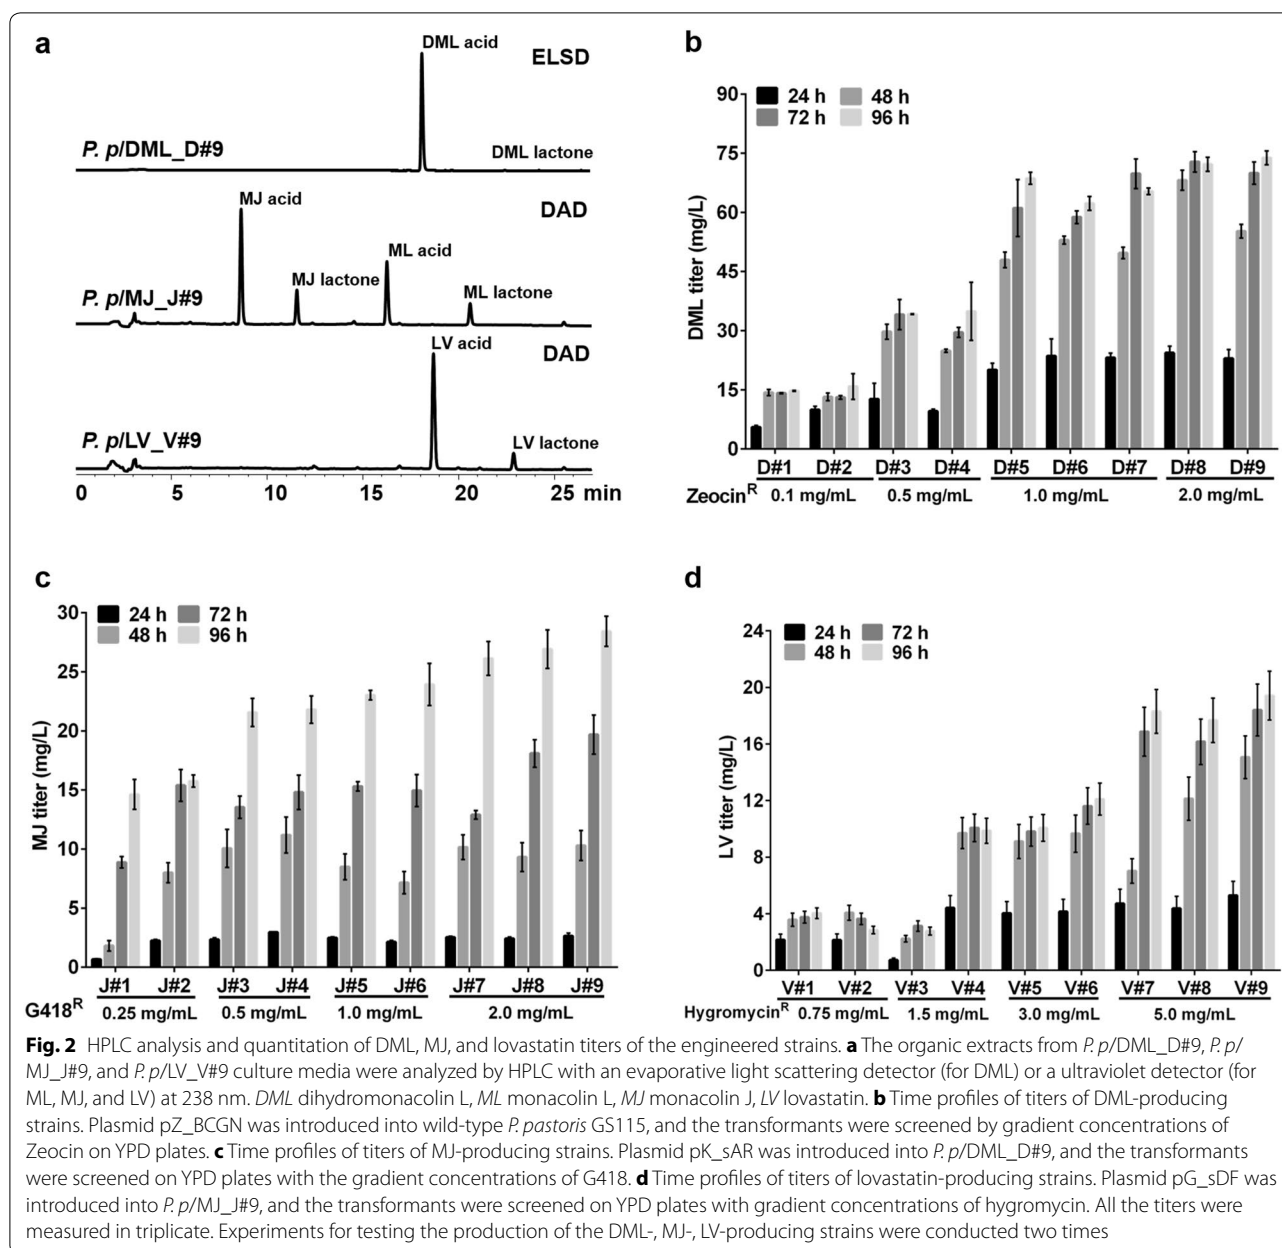 a
DML acid
ELSD
P. p/DML_D#9
DML lactone
MJ acid
DAD
ML acid
MJ lactone
P. p/MJ_J#9
ML lactone
LV acid
DAD
P. p/LV_V#9
LV lactone
0 5 10 15 20 25 min
b
24 h 48 h
72 h 96 h
DML titer (mg/L)
90
75
60
45
30
15
0
D#1 D#2 D#3 D#4 D#5 D#6 D#7 D#8 D#9
Zeocin^R 0.1 mg/mL 0.5 mg/mL 1.0 mg/mL 2.0 mg/mL
c
24 h 72 h
48 h 96 h
MJ titer (mg/L)
30
25
20
15
10
5
0
J#1 J#2 J#3 J#4 J#5 J#6 J#7 J#8 J#9
G418^R 0.25 mg/mL 0.5 mg/mL 1.0 mg/mL 2.0 mg/mL
d
24 h 72 h
48 h 96 h
LV titer (mg/L)
24
20
16
12
8
4
0
V#1 V#2 V#3 V#4 V#5 V#6 V#7 V#8 V#9
Hygromycin^R 0.75 mg/mL 1.5 mg/mL 3.0 mg/mL 5.0 mg/mL
Fig. 2 HPLC analysis and quantitation of DML, MJ, and lovastatin titers of the engineered strains. a The organic extracts from P. p/DML_D#9, P. p/
MJ_J#9, and P. p/LV_V#9 culture media were analyzed by HPLC with an evaporative light scattering detector (for DML) or a ultraviolet detector (for
ML, MJ, and LV) at 238 nm. DML dihydromonacolin L, ML monacolin L, MJ monacolin J, LV lovastatin. b Time profiles of titers of DML-producing
strains. Plasmid pZ_BCGN was introduced into wild-type P. pastoris GS115, and the transformants were screened by gradient concentrations of
Zeocin on YPD plates. c Time profiles of titers of MJ-producing strains. Plasmid pK_sAR was introduced into P. p/DML_D#9, and the transformants
were screened on YPD plates with the gradient concentrations of G418. d Time profiles of titers of lovastatin-producing strains. Plasmid pG_sDF was
introduced into P. p/MJ_J#9, and the transformants were screened on YPD plates with gradient concentrations of hygromycin. All the titers were
measured in triplicate. Experiments for testing the production of the DML-, MJ-, LV-producing strains were conducted two times